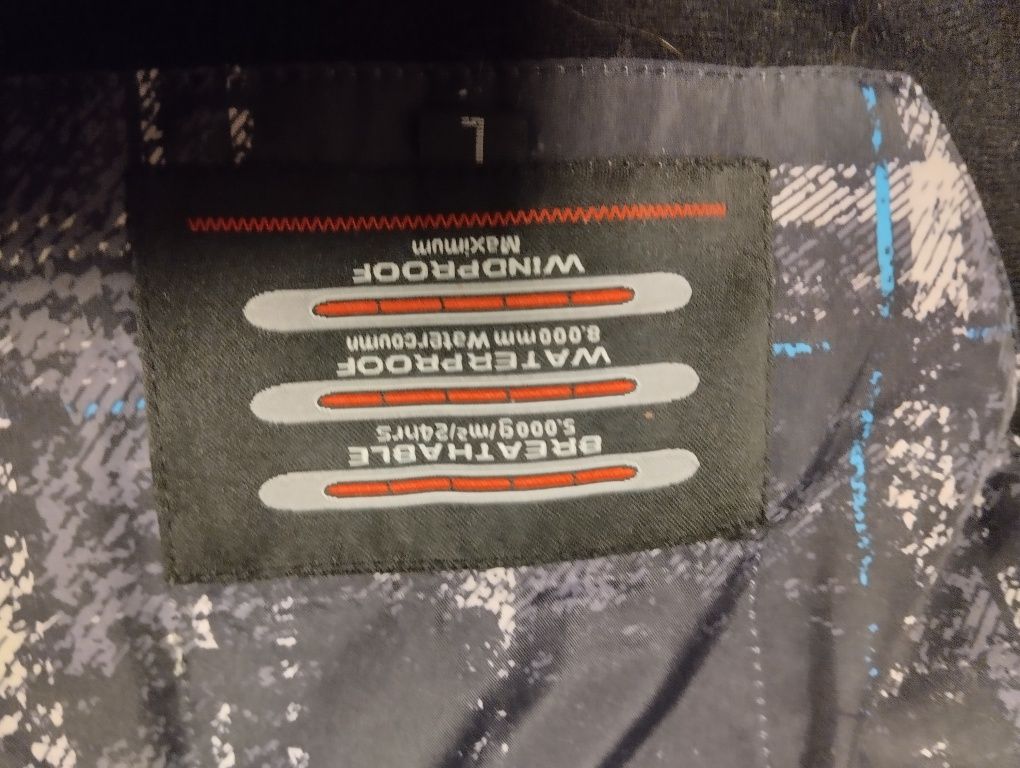 BREATHABLE
5.000g/m²/24hrs
WATERPROOF
8.000mm Watercoumn
WINDPROOF
Maximum
L